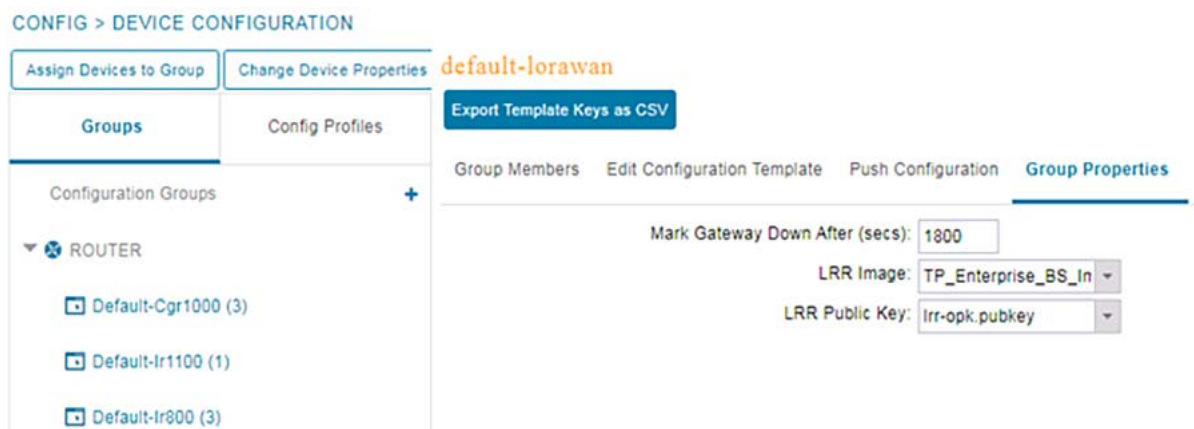 CONFIG > DEVICE CONFIGURATION
Assign Devices to Group
Change Device Properties
Groups
Config Profiles
Configuration Groups +
ROUTER
Default-Cgr1000 (3)
Default-Ir1100 (1)
Default-Ir800 (3)
default-lorawan
Export Template Keys as CSV
Group Members Edit Configuration Template Push Configuration Group Properties
Mark Gateway Down After (secs): 1800
LRR Image: TP_Enterprise_BS_In
LRR Public Key: lrr-opk.pubkey